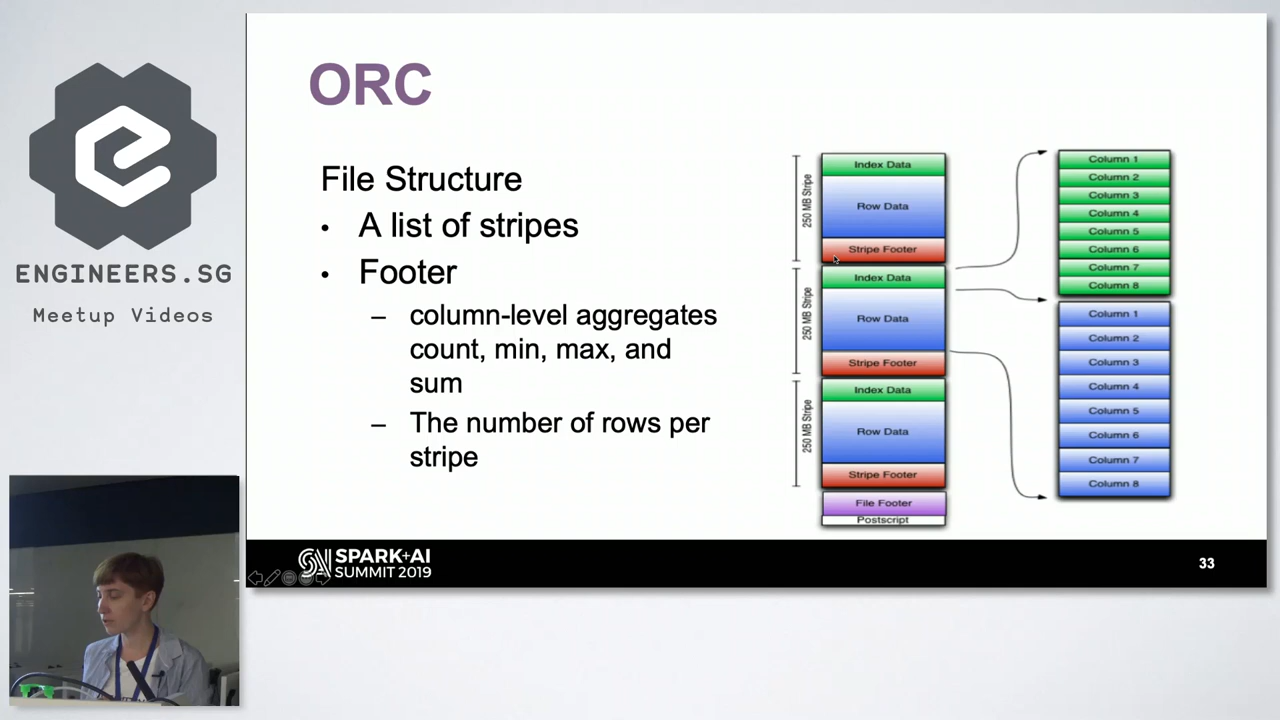 ENGINEERS.SG
Meetup Videos
ORC
File Structure
• A list of stripes
• Footer
– column-level aggregates
count, min, max, and
sum
– The number of rows per
stripe
250 MB Stripe
Index Data
Row Data
Stripe Footer
250 MB Stripe
Index Data
Row Data
Stripe Footer
250 MB Stripe
Index Data
Row Data
Stripe Footer
File Footer
Postscript
Column 1
Column 2
Column 3
Column 4
Column 5
Column 6
Column 7
Column 8
Column 1
Column 2
Column 3
Column 4
Column 5
Column 6
Column 7
Column 8
SPARK+AI
SUMMIT 2019
33